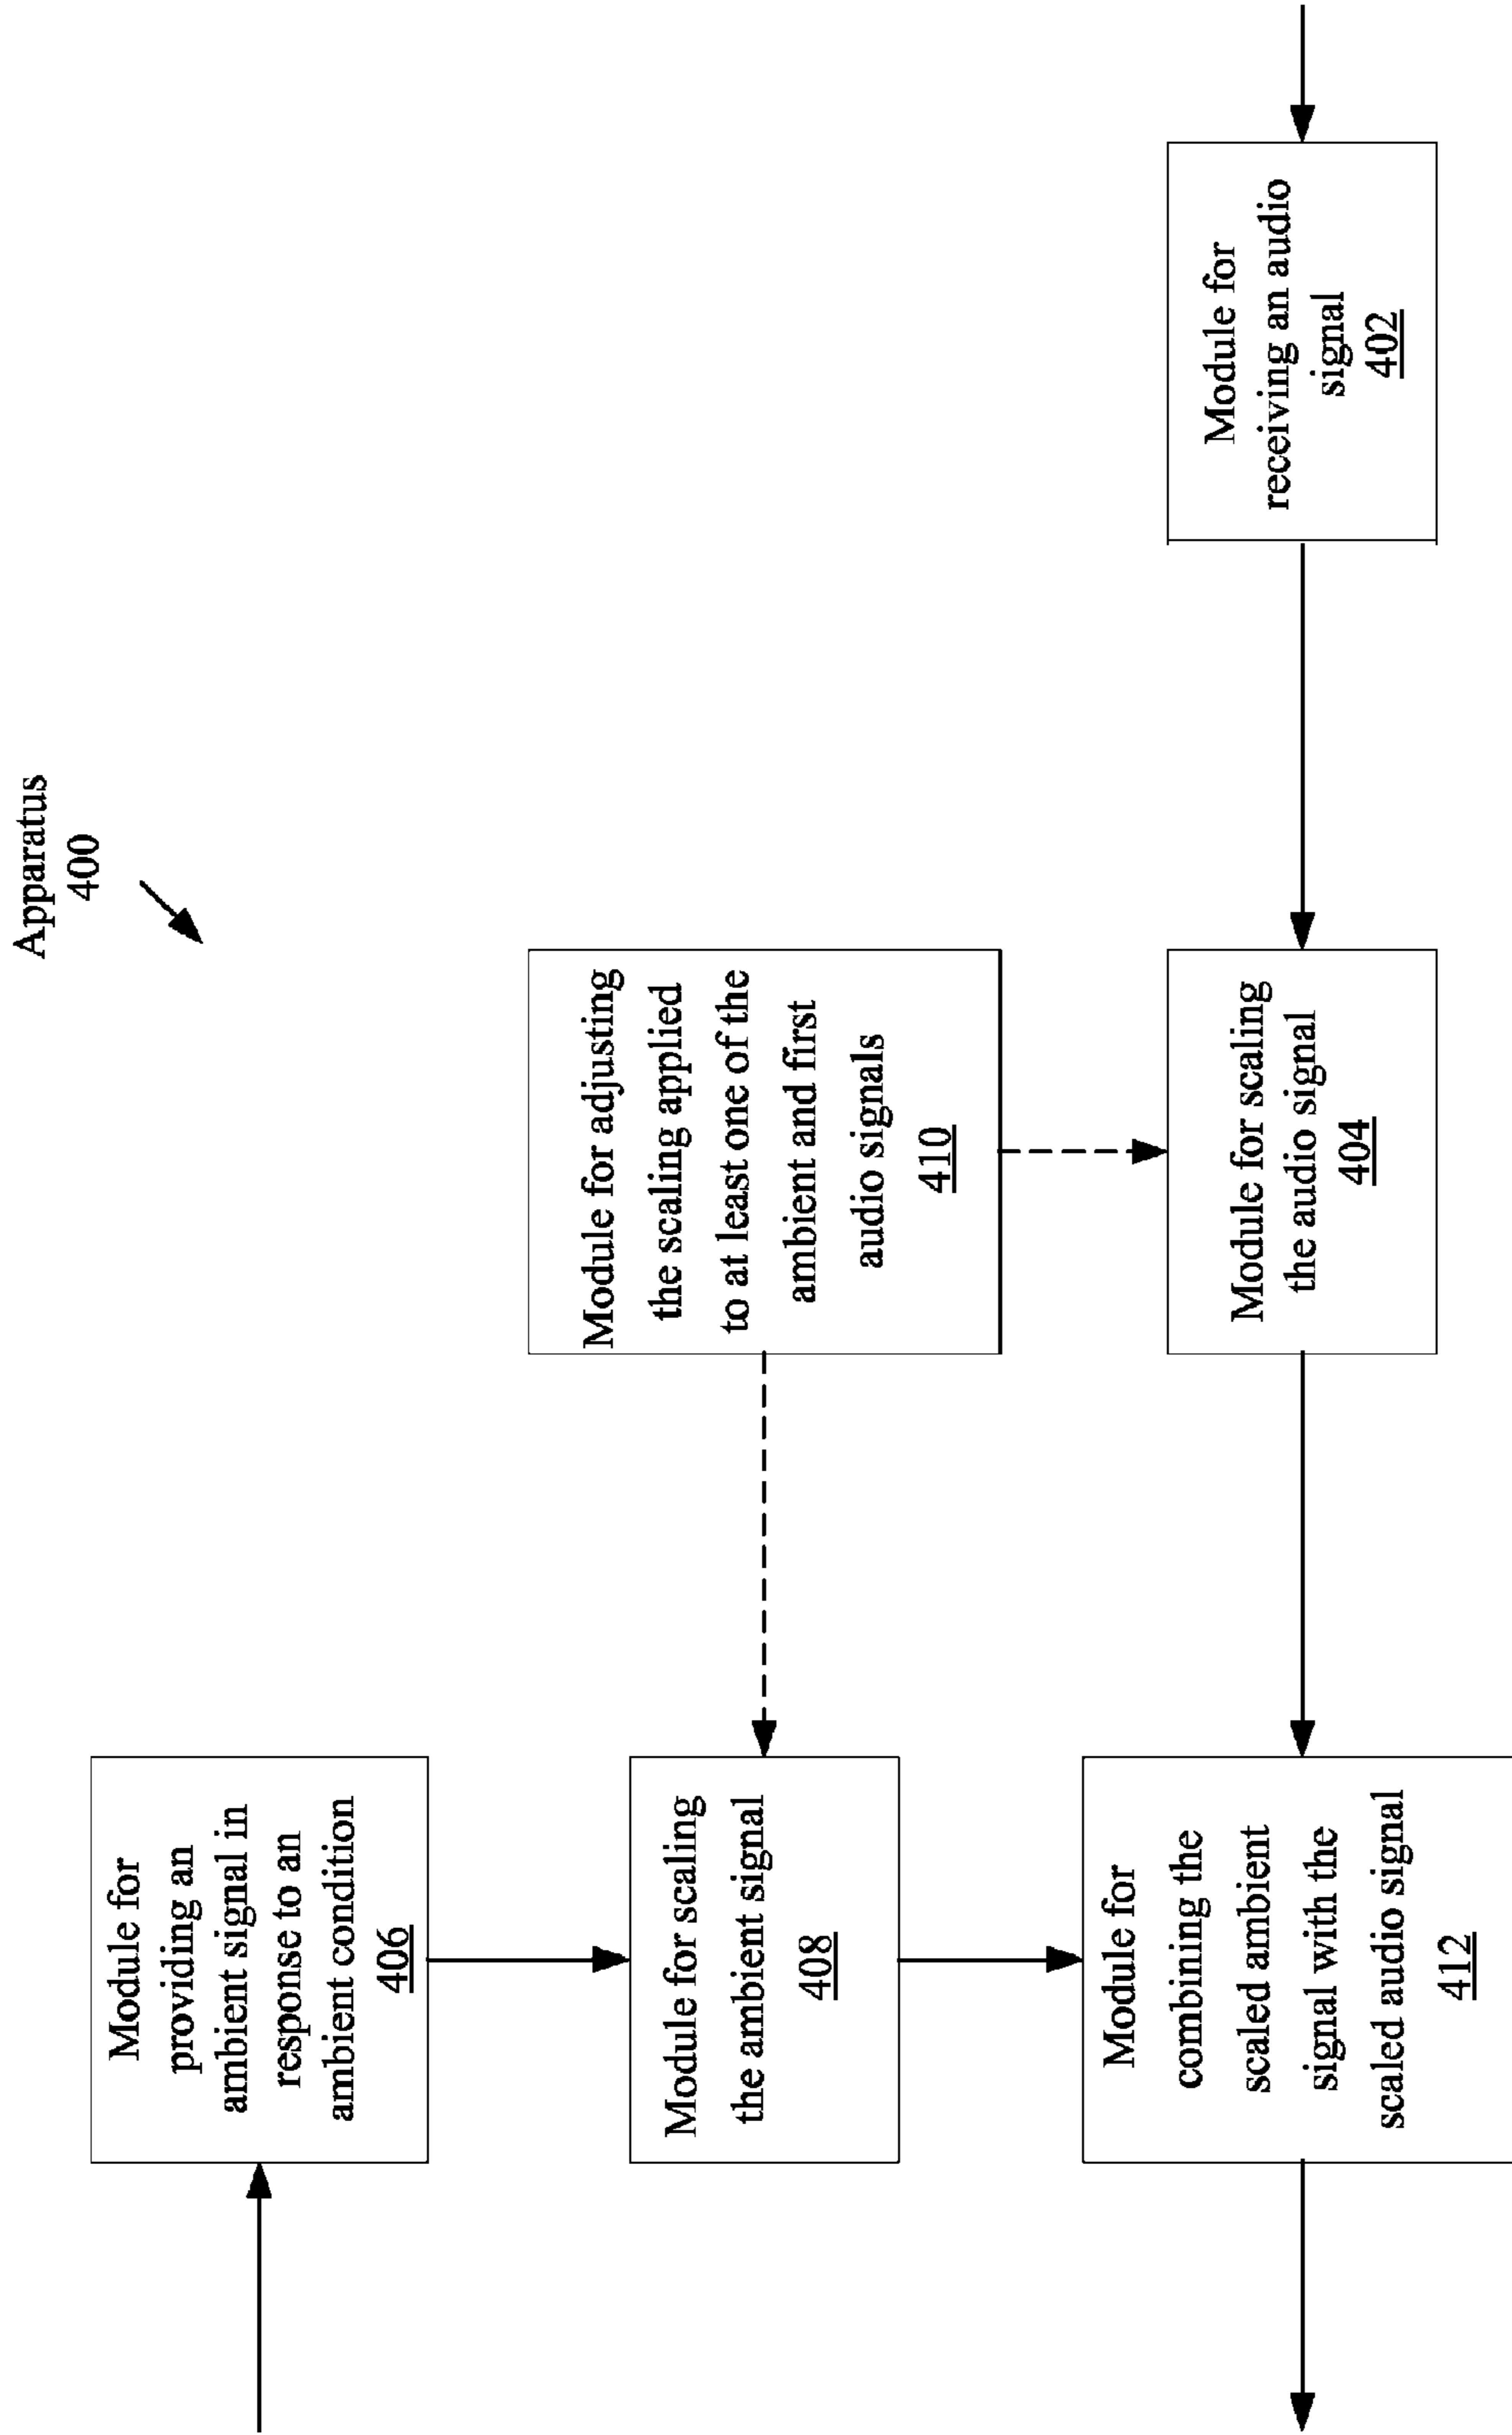 Apparatus
400
Module for
providing an
ambient signal in
response to an
ambient condition
406
Module for scaling
the ambient signal
408
Module for
combining the
scaled ambient
signal with the
scaled audio signal
412
Module for adjusting
the scaling applied
to at least one of the
ambient and first
audio signals
410
Module for scaling
the audio signal
404
Module for
receiving an audio
signal
402